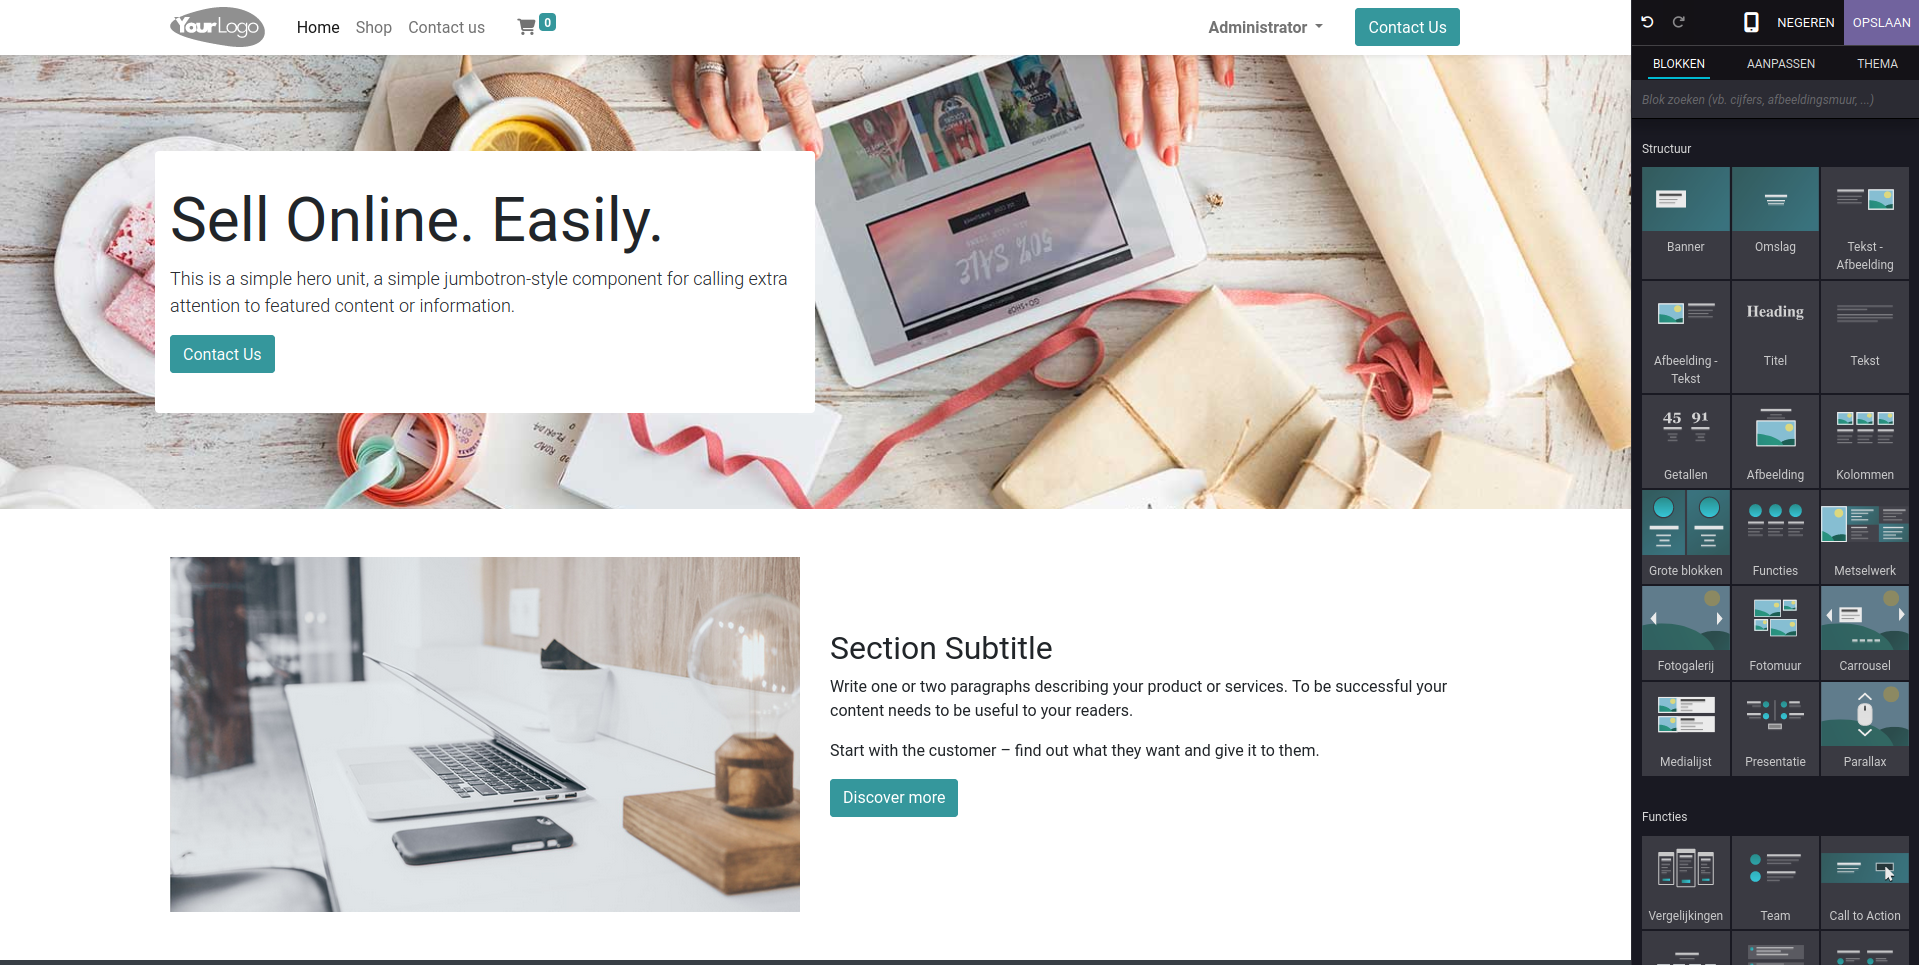 YourLogo
Home
Shop
Contact us
0
Administrator
Contact Us
NEGEREN
OPSLAAN
BLOKKEN
AANPASSEN
THEMA
Blok zoeken (vb. cijfers, afbeeldingsmuur, ...)
Sell Online. Easily.
This is a simple hero unit, a simple jumbotron-style component for calling extra
attention to featured content or information.
Contact Us
50% SALE
Section Subtitle
Write one or two paragraphs describing your product or services. To be successful your
content needs to be useful to your readers.
Start with the customer – find out what they want and give it to them.
Discover more
Structuur
Banner
Omslag
Tekst -
Afbeelding
Afbeelding -
Tekst
Heading
Titel
Tekst
45 91
Getallen
Afbeelding
Kolommen
Grote blokken
Functies
Metselwerk
Fotogalerij
Fotomuur
Carrousel
Medialijst
Presentatie
Parallax
Functies
Vergelijkingen
Team
Call to Action